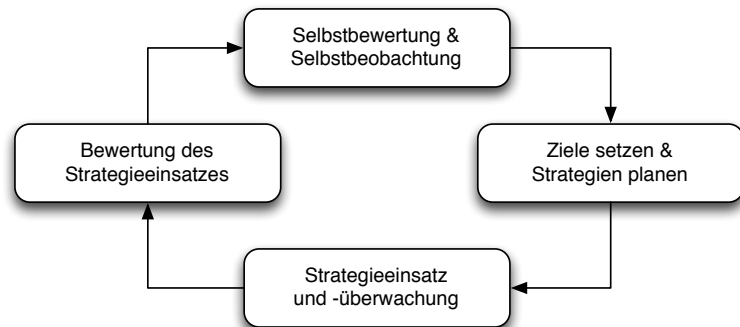 Selbstbewertung &
Selbstbeobachtung
Bewertung des
Strategieeinsatzes
Ziele setzen &
Strategien planen
Strategieeinsatz
und -überwachung